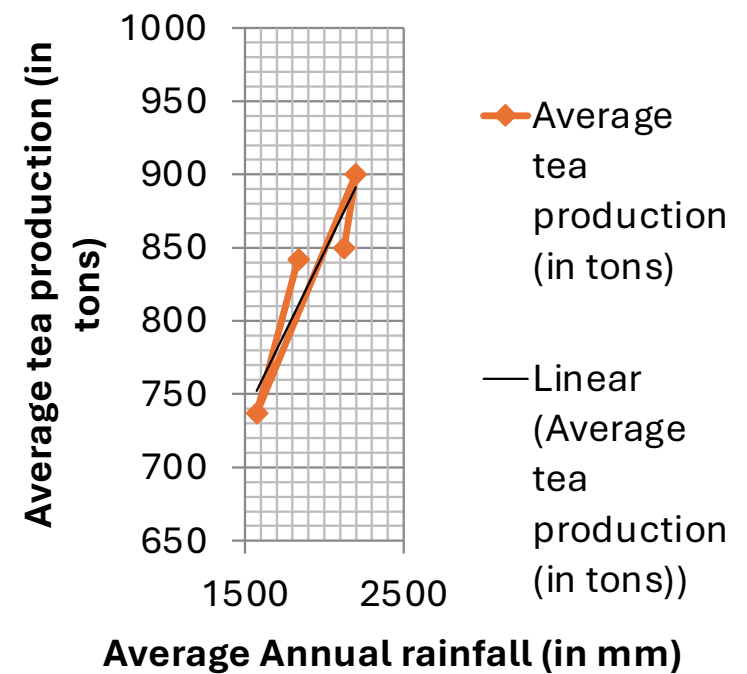 Average tea production (in
tons)
1000
950
900
850
800
750
700
650
1500
2500
Average Annual rainfall (in mm)
Average
tea
production
(in tons)
Linear
(Average
tea
production
(in tons))